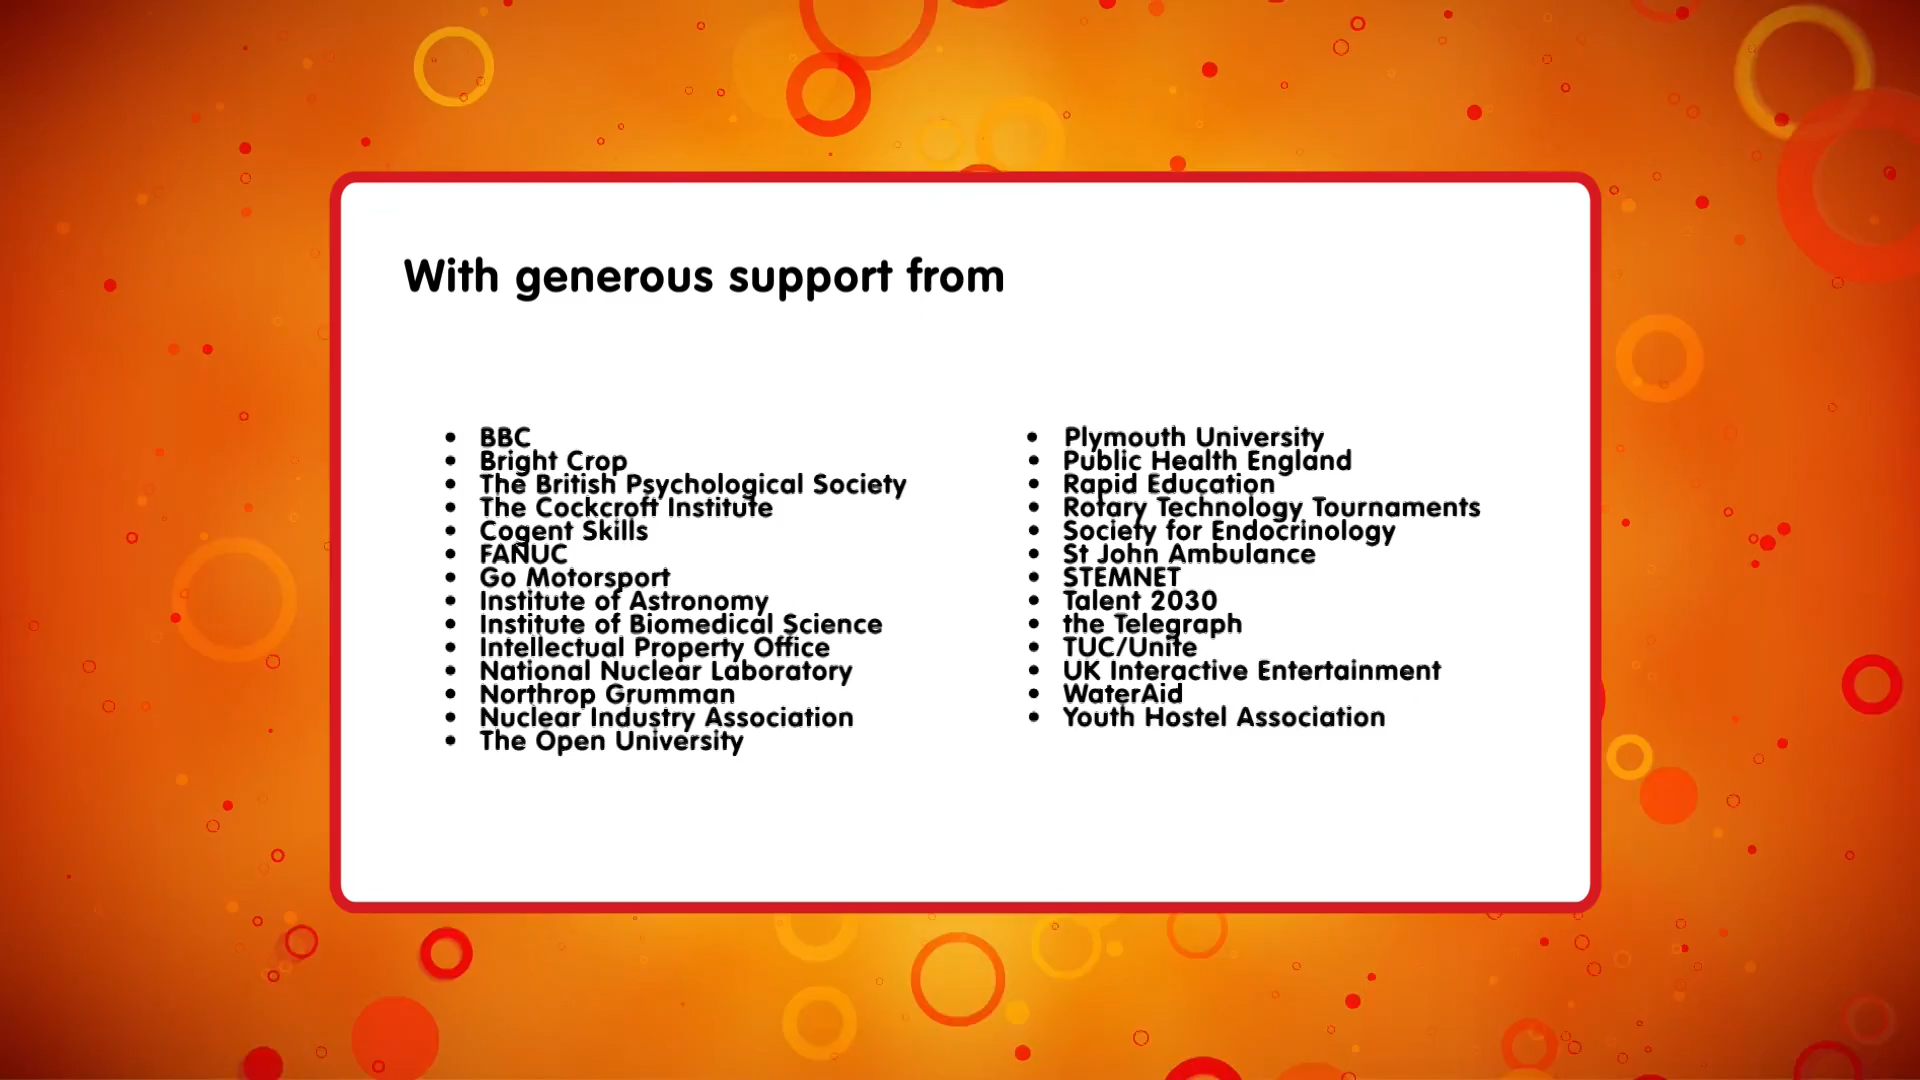 With generous support from
• BBC
• Bright Crop
• The British Psychological Society
• The Cockcroft Institute
• Cogent Skills
• FANUC
• Go Motorsport
• Institute of Astronomy
• Institute of Biomedical Science
• Intellectual Property Office
• National Nuclear Laboratory
• Northrop Grumman
• Nuclear Industry Association
• The Open University
• Plymouth University
• Public Health England
• Rapid Education
• Rotary Technology Tournaments
• Society for Endocrinology
• St John Ambulance
• STEMNET
• Talent 2030
• the Telegraph
• TUC/Unite
• UK Interactive Entertainment
• WaterAid
• Youth Hostel Association